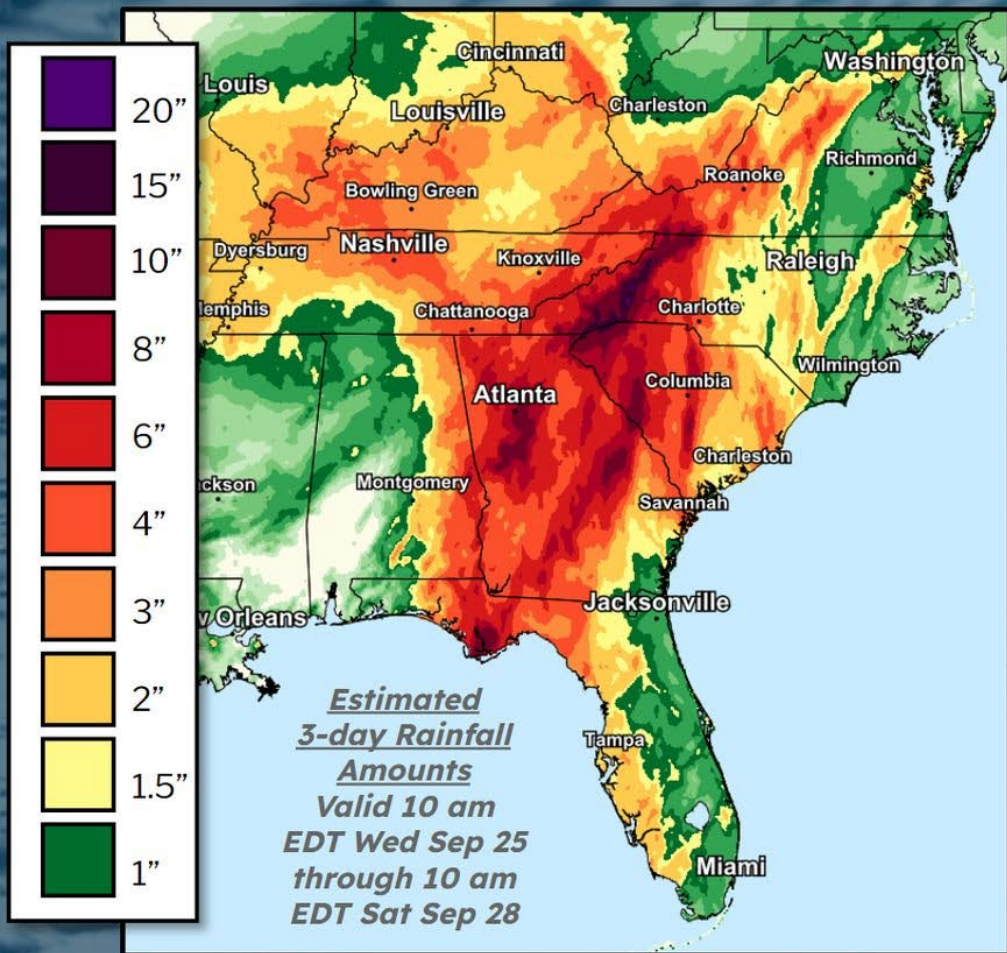 20”
15”
10”
8”
6”
4”
3”
2”
1.5”
1”
Cincinnati
Washington
Louis
Charleston
Louisville
Richmond
Roanoke
Bowling Green
Dyersburg
Nashville
Knoxville
Raleigh
emphis
Chattanooga
Charlotte
Wilmington
Columbia
Atlanta
Charleston
ckson
Montgomery
Savannah
Jacksonville
w Orleans
Tampa
Miami
Estimated
3-day Rainfall
Amounts
Valid 10 am
EDT Wed Sep 25
through 10 am
EDT Sat Sep 28